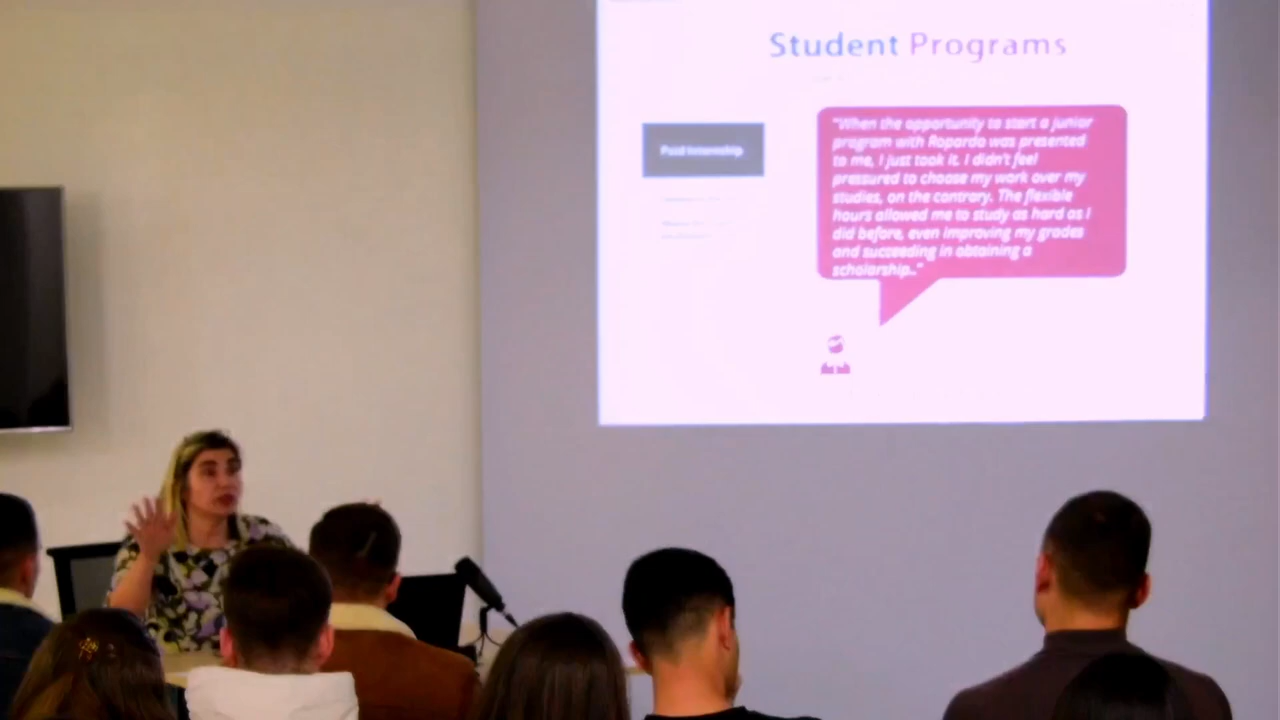 Student Programs
Paid Internship
"When the opportunity to start a junior
program with Ropardo was presented
to me, I just took it. I didn't feel
pressured to choose my work over my
studies, on the contrary. The flexible
hours allowed me to study as hard as I
did before, even improving my grades
and succeeding in obtaining a
scholarship.."